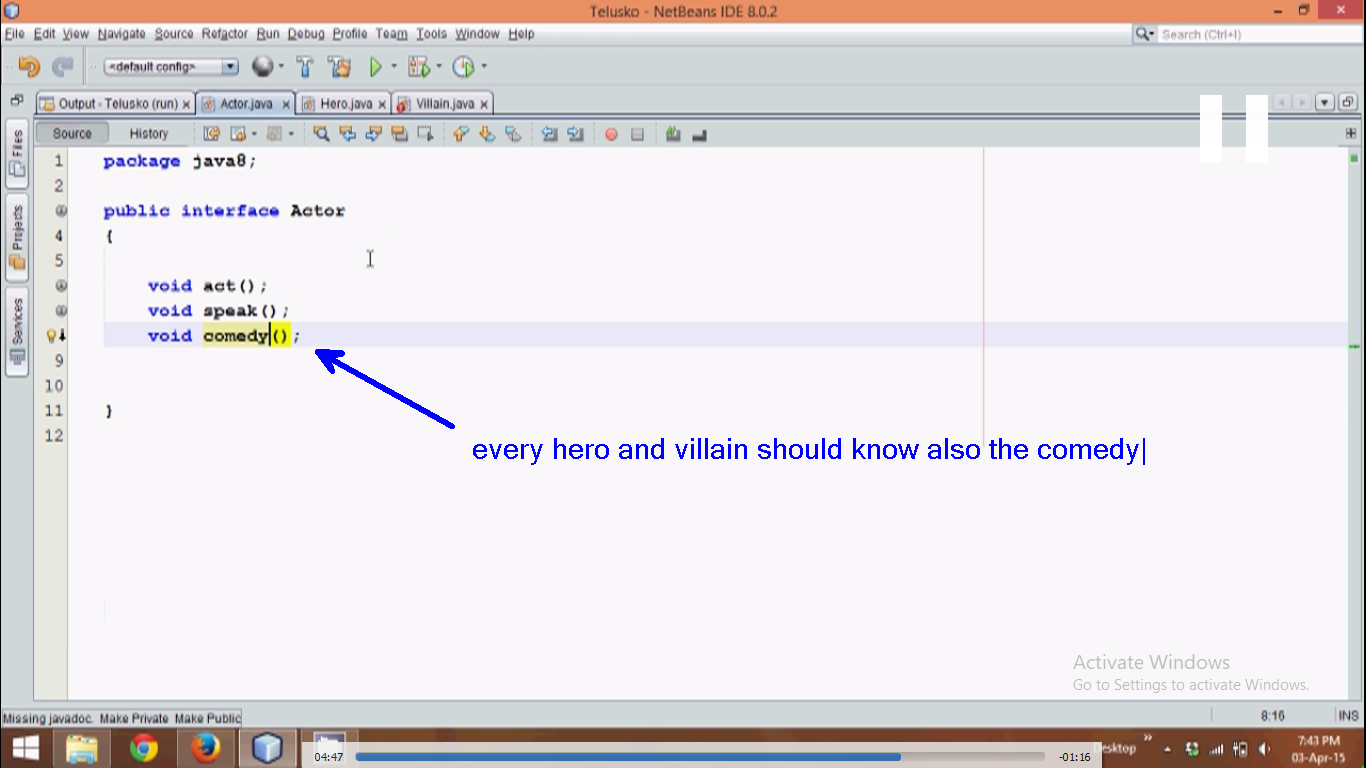 Telusko - NetBeans IDE 8.0.2
File Edit View Navigate Source Refactor Run Debug Profile Team Tools Window Help
Search (Ctrl+I)
<default config>
Output - Telusko (run) x Actor.java x Hero.java x Villain.java x
Source History
Files
Projects
Services
1 package java8;
2
public interface Actor
4 {
5
void act();
void speak();
void comedy();
9
10
11 }
12
every hero and villain should know also the comedy|
Activate Windows
Go to Settings to activate Windows.
Missing javadoc. Make Private Make Public
8:16 INS
04:47
-01:16
Desktop »
7:43 PM
03-Apr-15